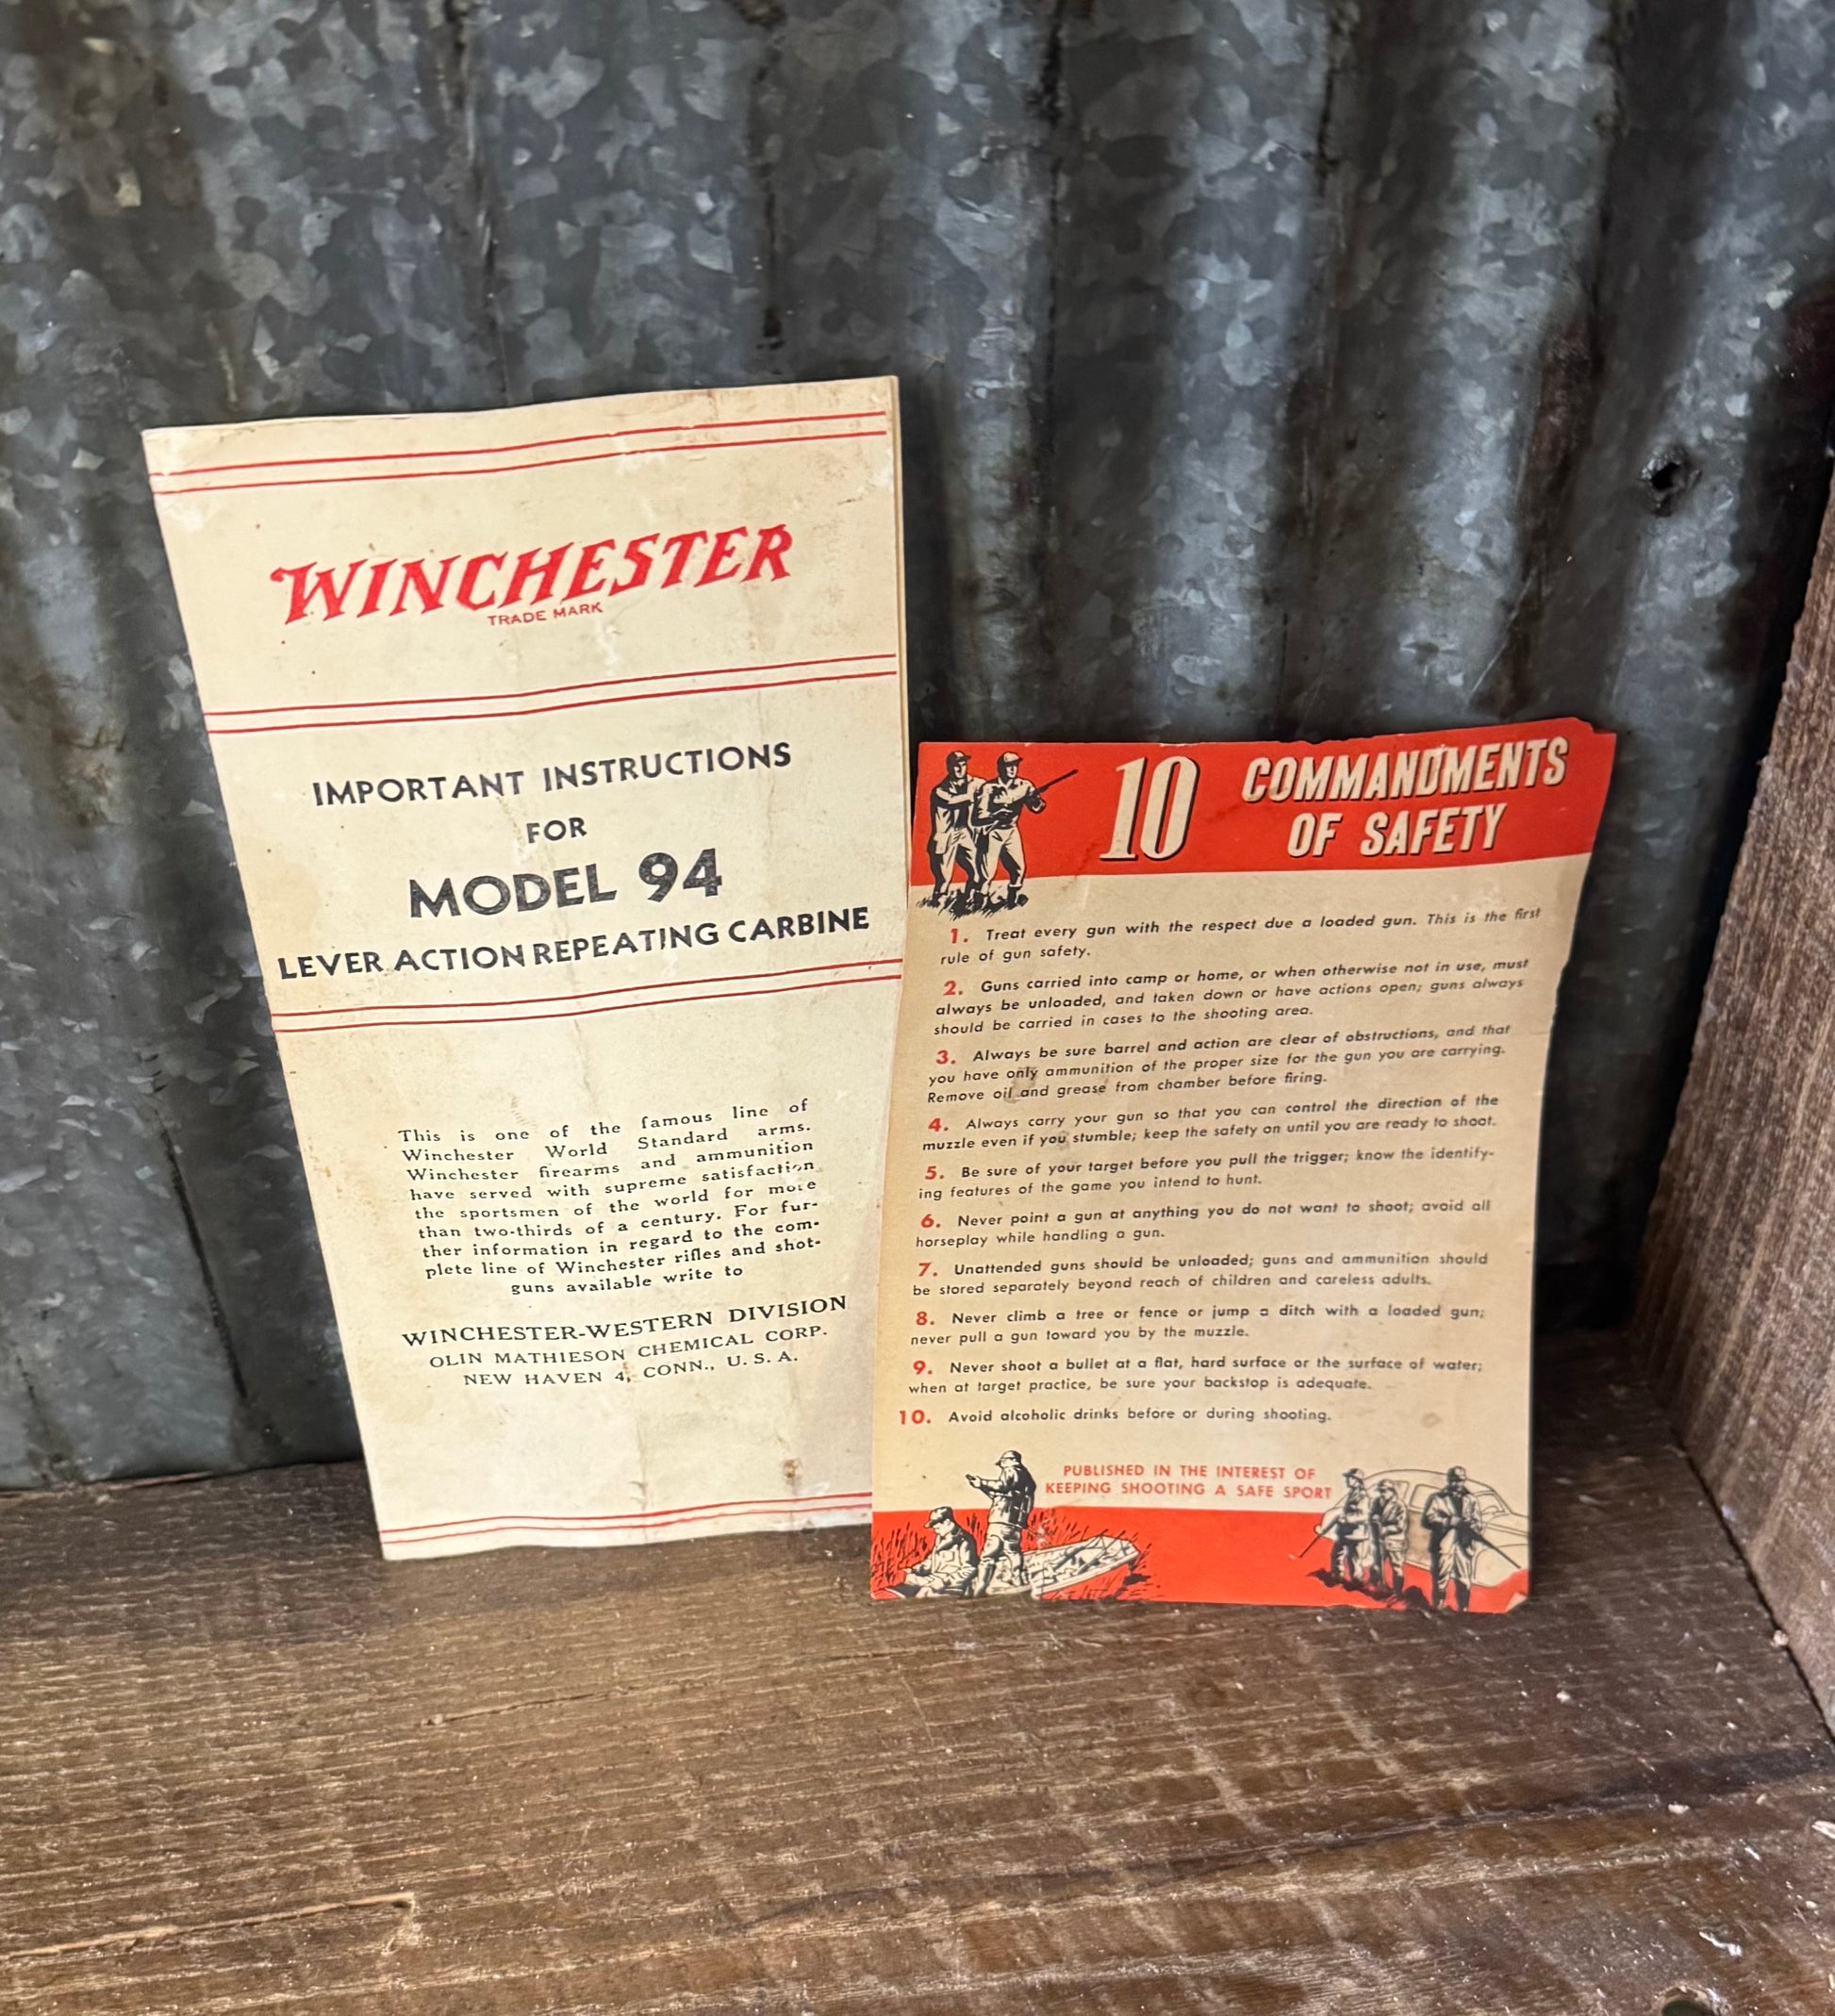 WINCHESTER
TRADE MARK
IMPORTANT INSTRUCTIONS
FOR
MODEL 94
LEVER ACTION REPEATING CARBINE
This is one of the famous line of
Winchester World Standard arms.
Winchester firearms and ammunition
have served with supreme satisfaction
the sportsmen of the world for more
than two-thirds of a century. For fur-
ther information in regard to the com-
plete line of Winchester rifles and shot-
guns available write to
WINCHESTER-WESTERN DIVISION
OLIN MATHIESON CHEMICAL CORP.
NEW HAVEN 4, CONN., U. S. A.
10 COMMANDMENTS
OF SAFETY
1. Treat every gun with the respect due a loaded gun. This is the first
rule of gun safety.
2. Guns carried into camp or home, or when otherwise not in use, must
always be unloaded, and taken down or have actions open; guns always
should be carried in cases to the shooting area.
3. Always be sure barrel and action are clear of obstructions, and that
you have only ammunition of the proper size for the gun you are carrying.
Remove oil and grease from chamber before firing.
4. Always carry your gun so that you can control the direction of the
muzzle even if you stumble; keep the safety on until you are ready to shoot.
5. Be sure of your target before you pull the trigger; know the identify-
ing features of the game you intend to hunt.
6. Never point a gun at anything you do not want to shoot; avoid all
horseplay while handling a gun.
7. Unattended guns should be unloaded; guns and ammunition should
be stored separately beyond reach of children and careless adults.
8. Never climb a tree or fence or jump a ditch with a loaded gun;
never pull a gun toward you by the muzzle.
9. Never shoot a bullet at a flat, hard surface or the surface of water;
when at target practice, be sure your backstop is adequate.
10. Avoid alcoholic drinks before or during shooting.
PUBLISHED IN THE INTEREST OF
KEEPING SHOOTING A SAFE SPORT